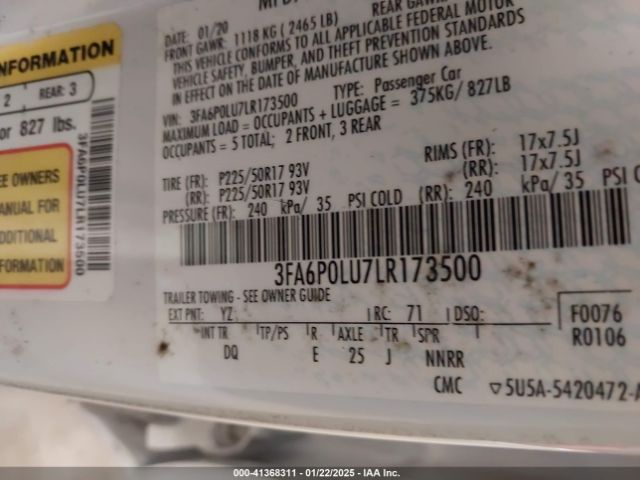 INFORMATION
2 REAR: 3
or 827 lbs.
EE OWNERS
ANUAL FOR
DDITIONAL
NFORMATION
3FA6P0LU7LR173500
DATE: 01/20
FRONT GAWR: 1118 KG ( 2465 LB) REAR
THIS VEHICLE CONFORMS TO ALL APPLICABLE FEDERAL MOTOR
VEHICLE SAFETY, BUMPER, AND THEFT PREVENTION STANDARDS
IN EFFECT ON THE DATE OF MANUFACTURE SHOWN ABOVE.
VIN: 3FA6P0LU7LR173500 TYPE: Passenger Car
MAXIMUM LOAD = OCCUPANTS + LUGGAGE = 375KG/ 827LB
OCCUPANTS = 5 TOTAL; 2 FRONT, 3 REAR
TIRE (FR): P225/50R17 93V RIMS (FR): 17x7.5J
(RR): P225/50R17 93V (RR): 17x7.5J
PRESSURE (FR): 240 kPa/ 35 PSI COLD (RR): 240 kPa/ 35 PSI
3FA6P0LU7LR173500
TRAILER TOWING - SEE OWNER GUIDE
EXT PNT: YZ RC: 71 DSO: F0076
INT TR TP/PS R AXLE TR SPR R0106
DQ E 25 J NNRR
CMC ▽5U5A-5420472-A
000-41368311 - 01/22/2025 - IAA Inc.